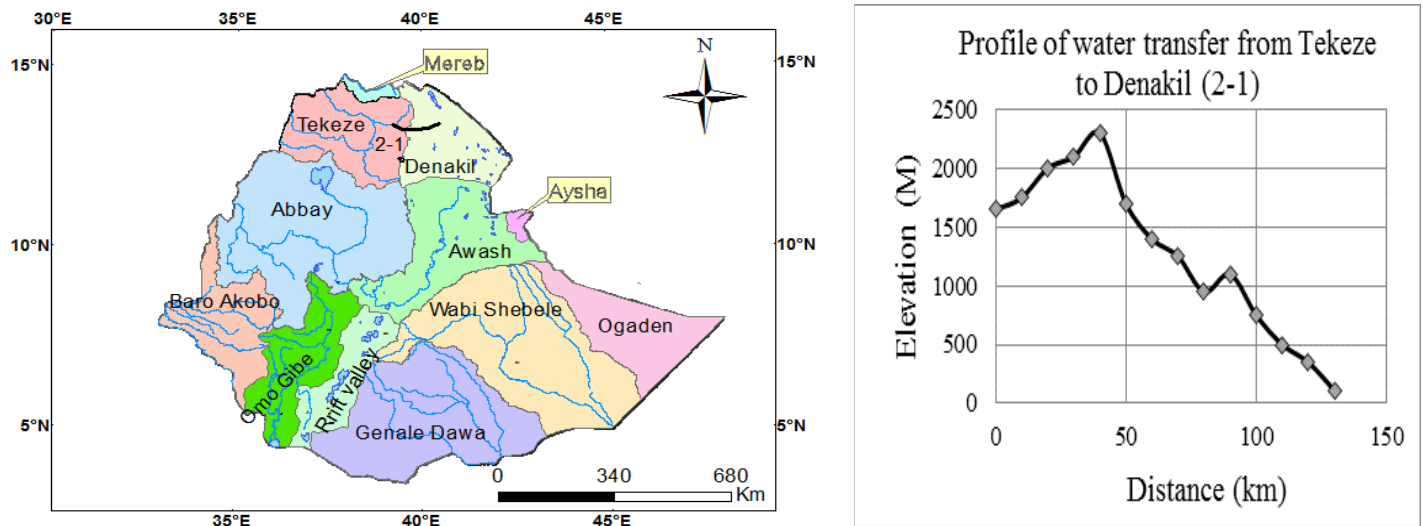 30°E 35°E 40°E 45°E
15°N
15°N
N
Mereb
Tekeze
2-1
Denakil
Aysha
Abbay
10°N
10°N
Awash
Baro Akobo
Wabi Shebele
Ogaden
Omo Gibe
Rrift valley
5°N
5°N
Genale Dawa
0 340 680
Km
35°E 40°E 45°E
Profile of water transfer from Tekeze
to Denakil (2-1)
Elevation (M)
2500
2000
1500
1000
500
0
0 50 100 150
Distance (km)